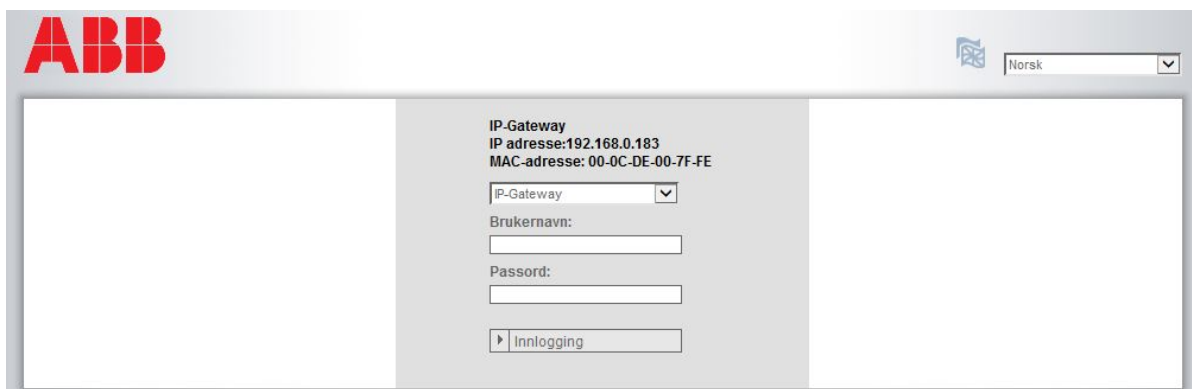 ABB
Norsk
IP-Gateway
IP adresse:192.168.0.183
MAC-adresse: 00-0C-DE-00-7F-FE
IP-Gateway
Brukernavn:
Passord:
Innlogging